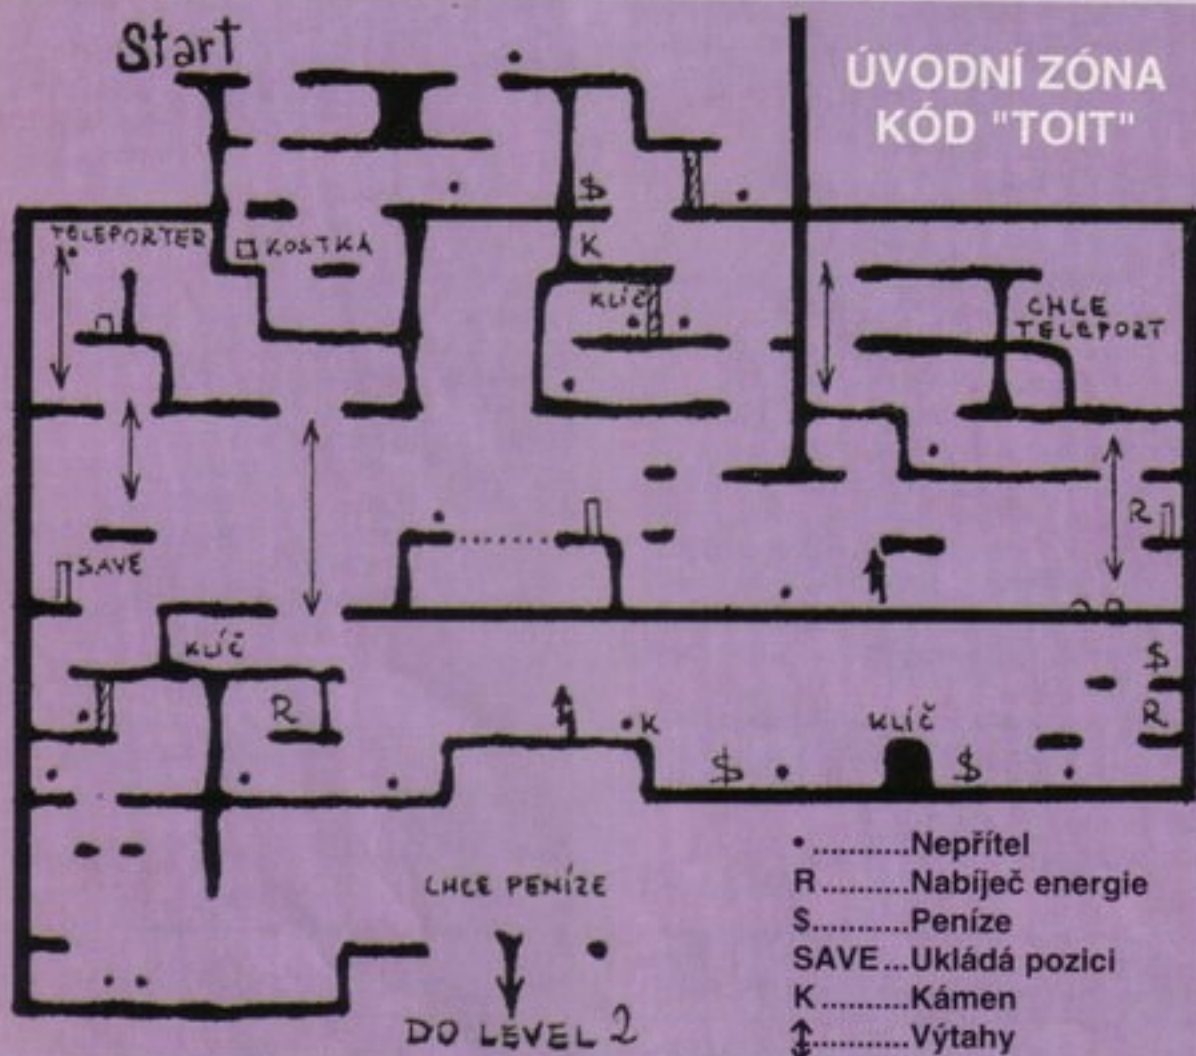 Start
ÚVODNÍ ZÓNA
KÓD "TOIT"
$
TELEPORTER
KOSTKA
K
KLÍČ
CHCE
TELEPORT
R
SAVE
KLÍČ
$
R
R
K
KLÍČ
$
$
•...........Nepřítel
CHCE PENÍZE
R..........Nabíječ energie
S...........Peníze
SAVE...Ukládá pozici
K ..........Kámen
DO LEVEL 2
↕...........Výtahy